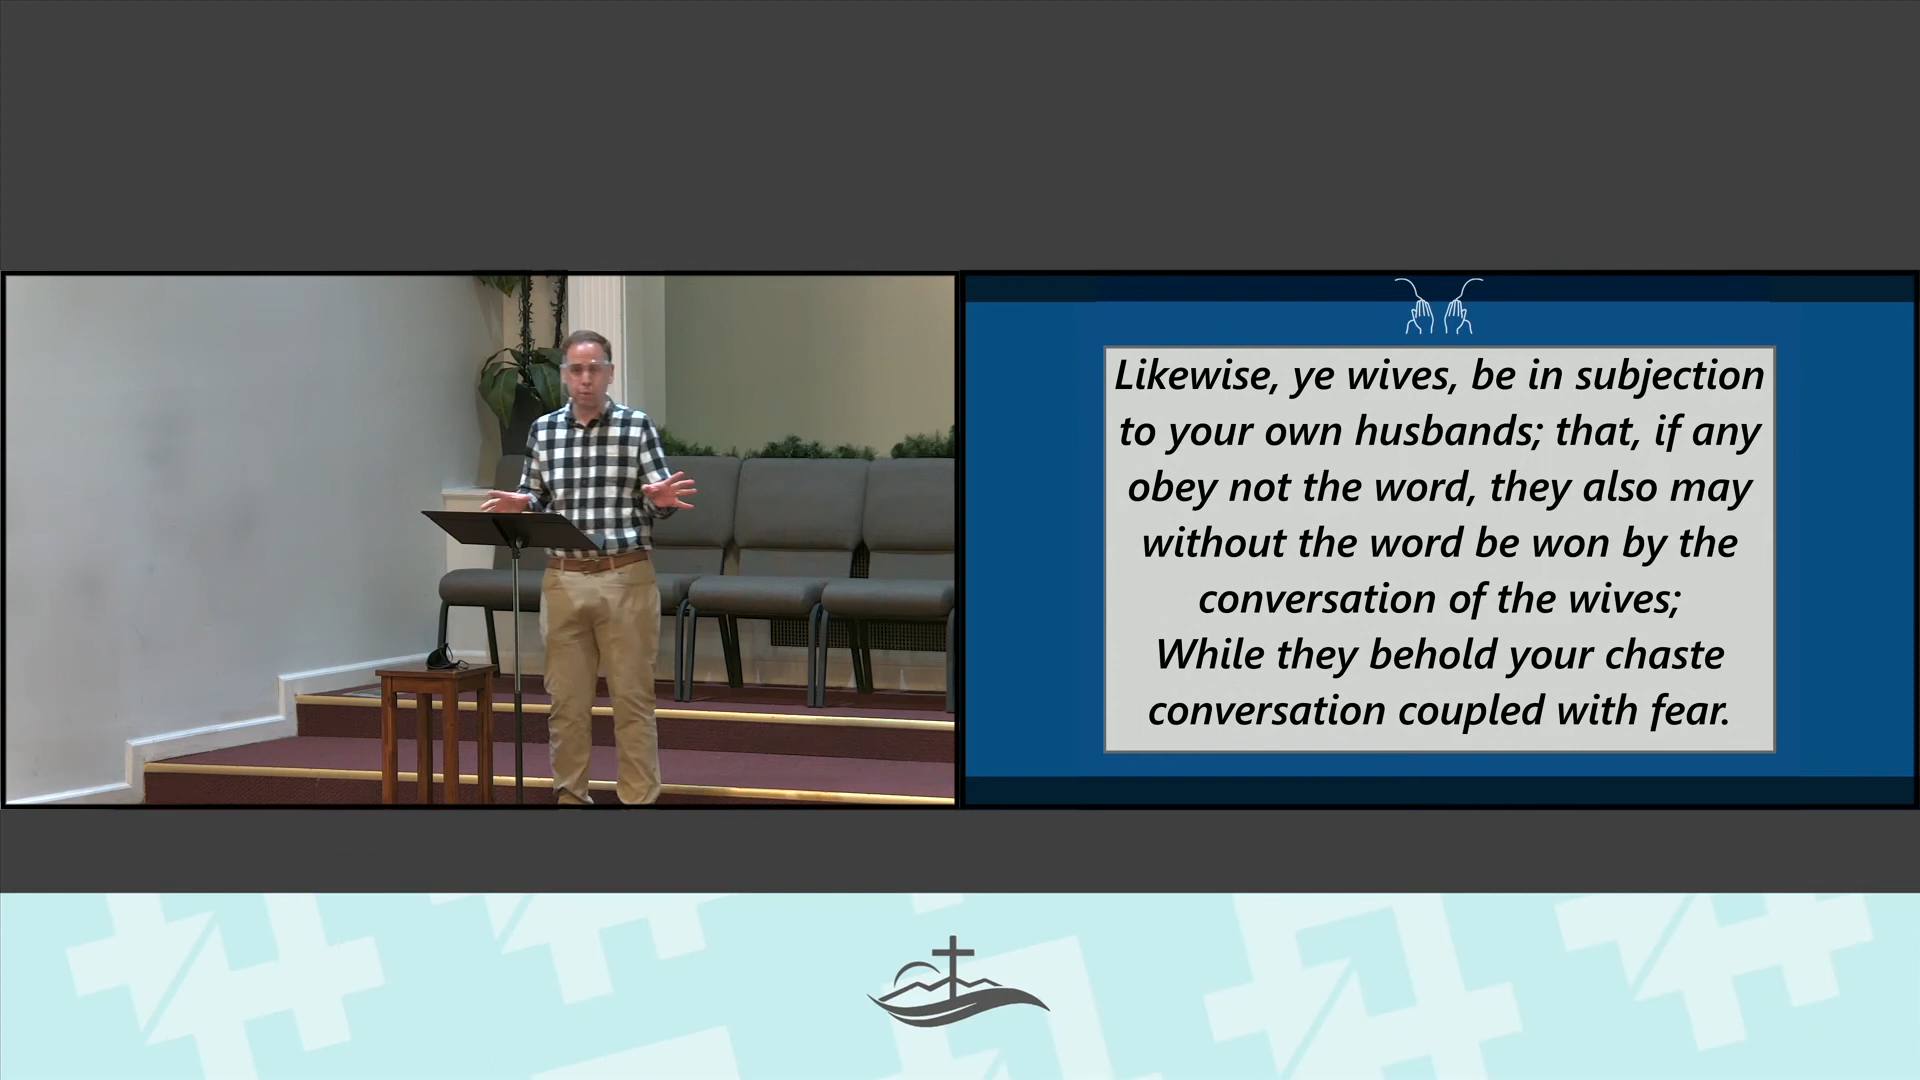 Likewise, ye wives, be in subjection
to your own husbands; that, if any
obey not the word, they also may
without the word be won by the
conversation of the wives;
While they behold your chaste
conversation coupled with fear.